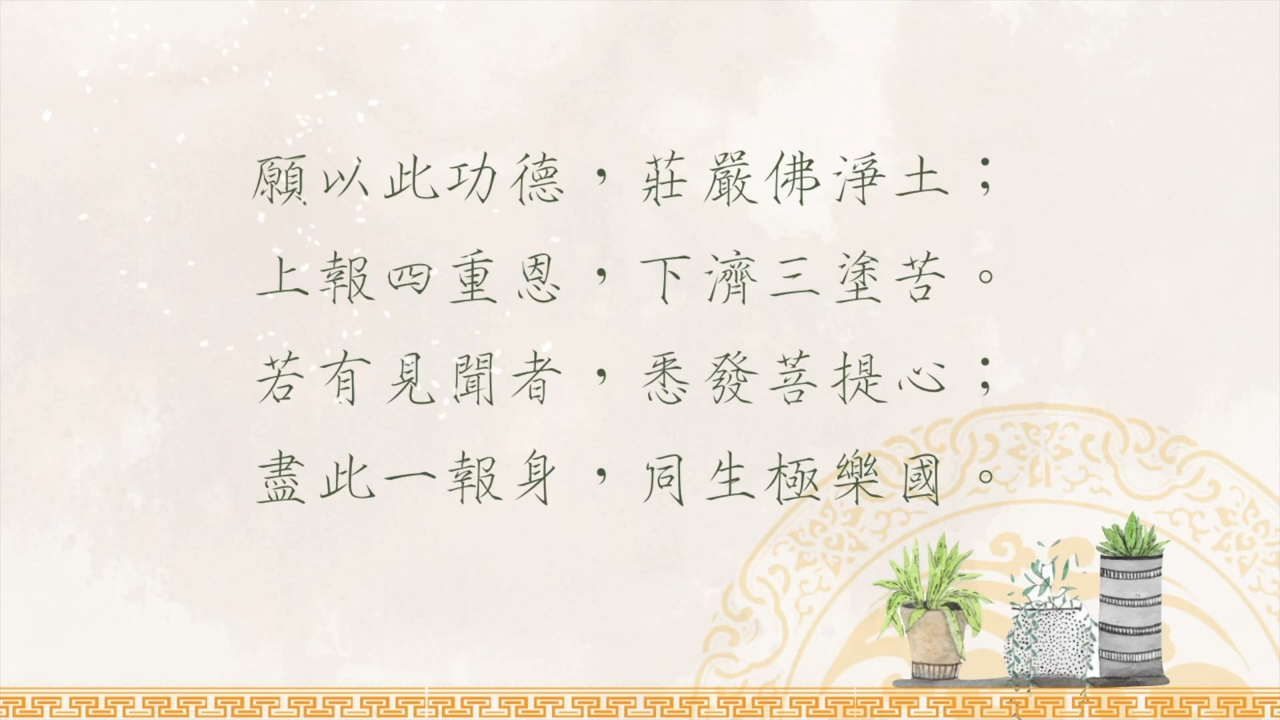 願以此功德，莊嚴佛淨土；
上報四重恩，下濟三塗苦。
若有見聞者，悉發菩提心；
盡此一報身，同生極樂國。